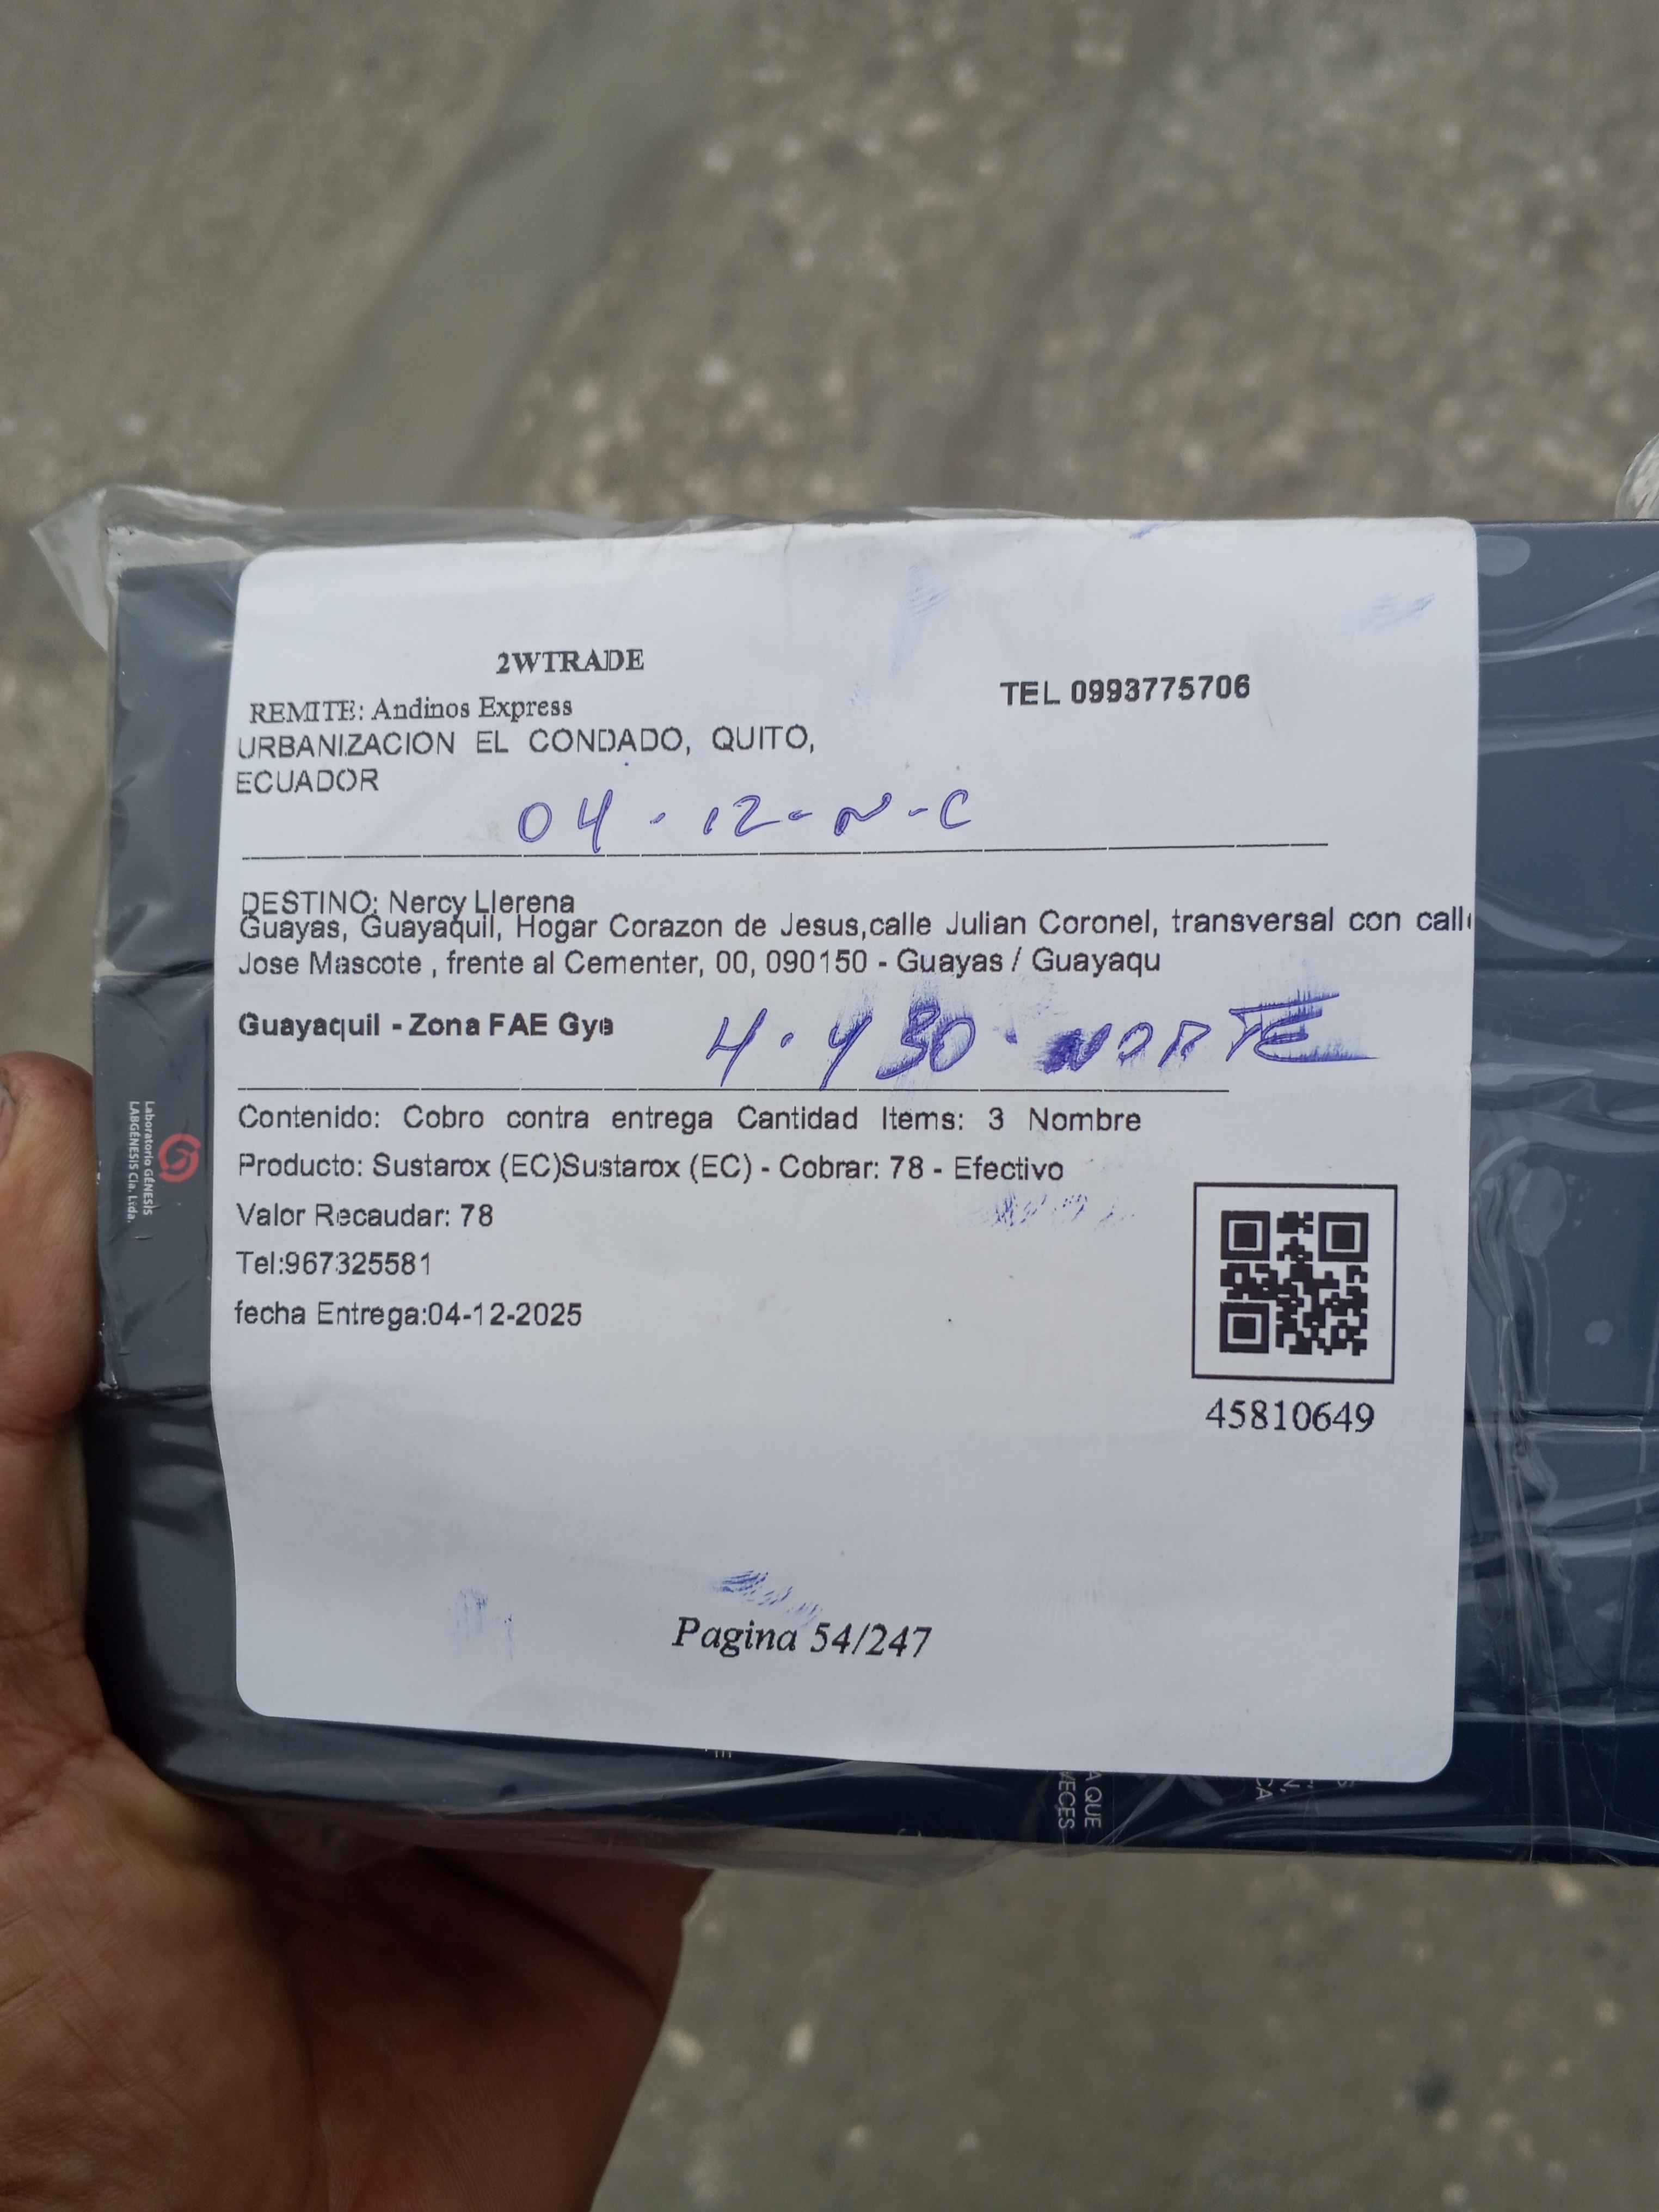 2WTRADE
TEL 0993775706
REMITE: Andinos Express
URBANIZACION EL CONDADO, QUITO,
ECUADOR
04 - 12 - N - C
DESTINO: Nercy Llerena
Guayas, Guayaquil, Hogar Corazon de Jesus,calle Julian Coronel, transversal con call
Jose Mascote , frente al Cementer, 00, 090150 - Guayas / Guayaqu
Guayaquil - Zona FAE Gye
4 . y 30 . NORTE
Contenido: Cobro contra entrega Cantidad Items: 3 Nombre
Producto: Sustarox (EC)Sustarox (EC) - Cobrar: 78 - Efectivo
Valor Recaudar: 78
Tel:967325581
fecha Entrega:04-12-2025
45810649
Pagina 54/247
Laboratorio GÉNESIS
LABGÉNESIS Cía. Ltda.
A QUE
VECES